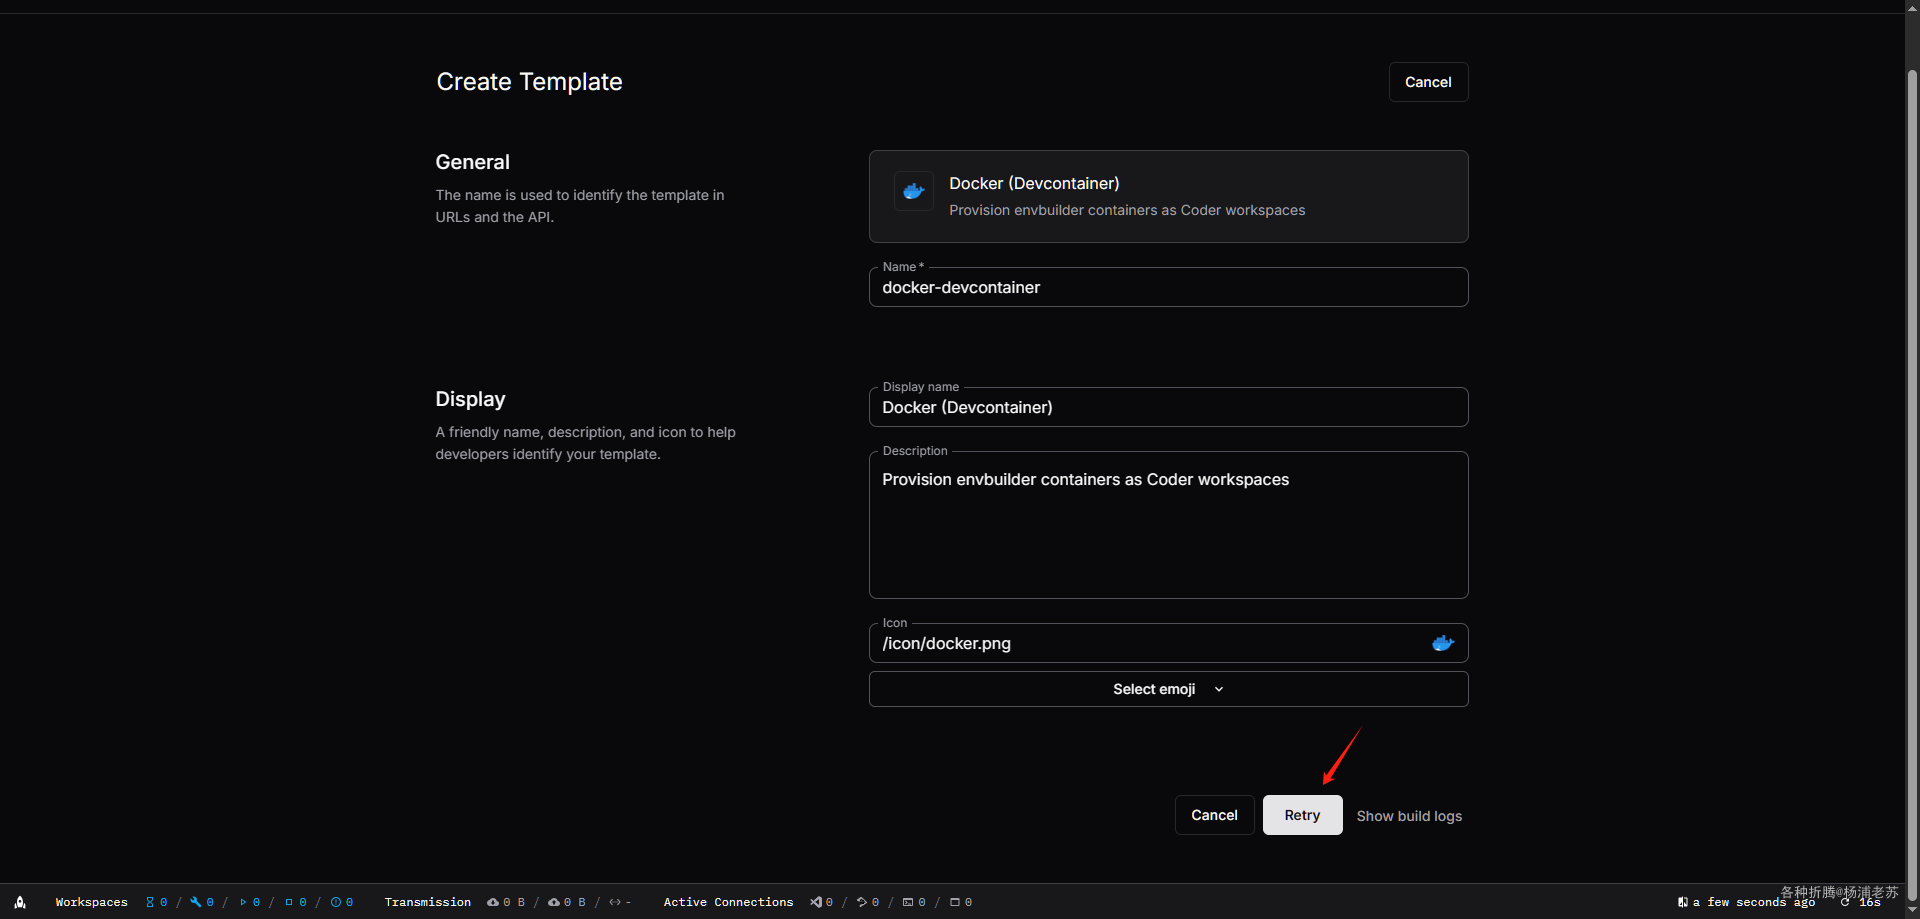 Create Template
Cancel
General
The name is used to identify the template in
URLs and the API.
Docker (Devcontainer)
Provision envbuilder containers as Coder workspaces
Name *
docker-devcontainer
Display
A friendly name, description, and icon to help
developers identify your template.
Display name
Docker (Devcontainer)
Description
Provision envbuilder containers as Coder workspaces
Icon
/icon/docker.png
Select emoji
Cancel
Retry
Show build logs
各种折腾@杨浦老苏
Workspaces 0 / 0 / 0 / 0 / 0 Transmission 0 B / 0 B / - Active Connections 0 / 0 / 0 / 0 a few seconds ago 16s